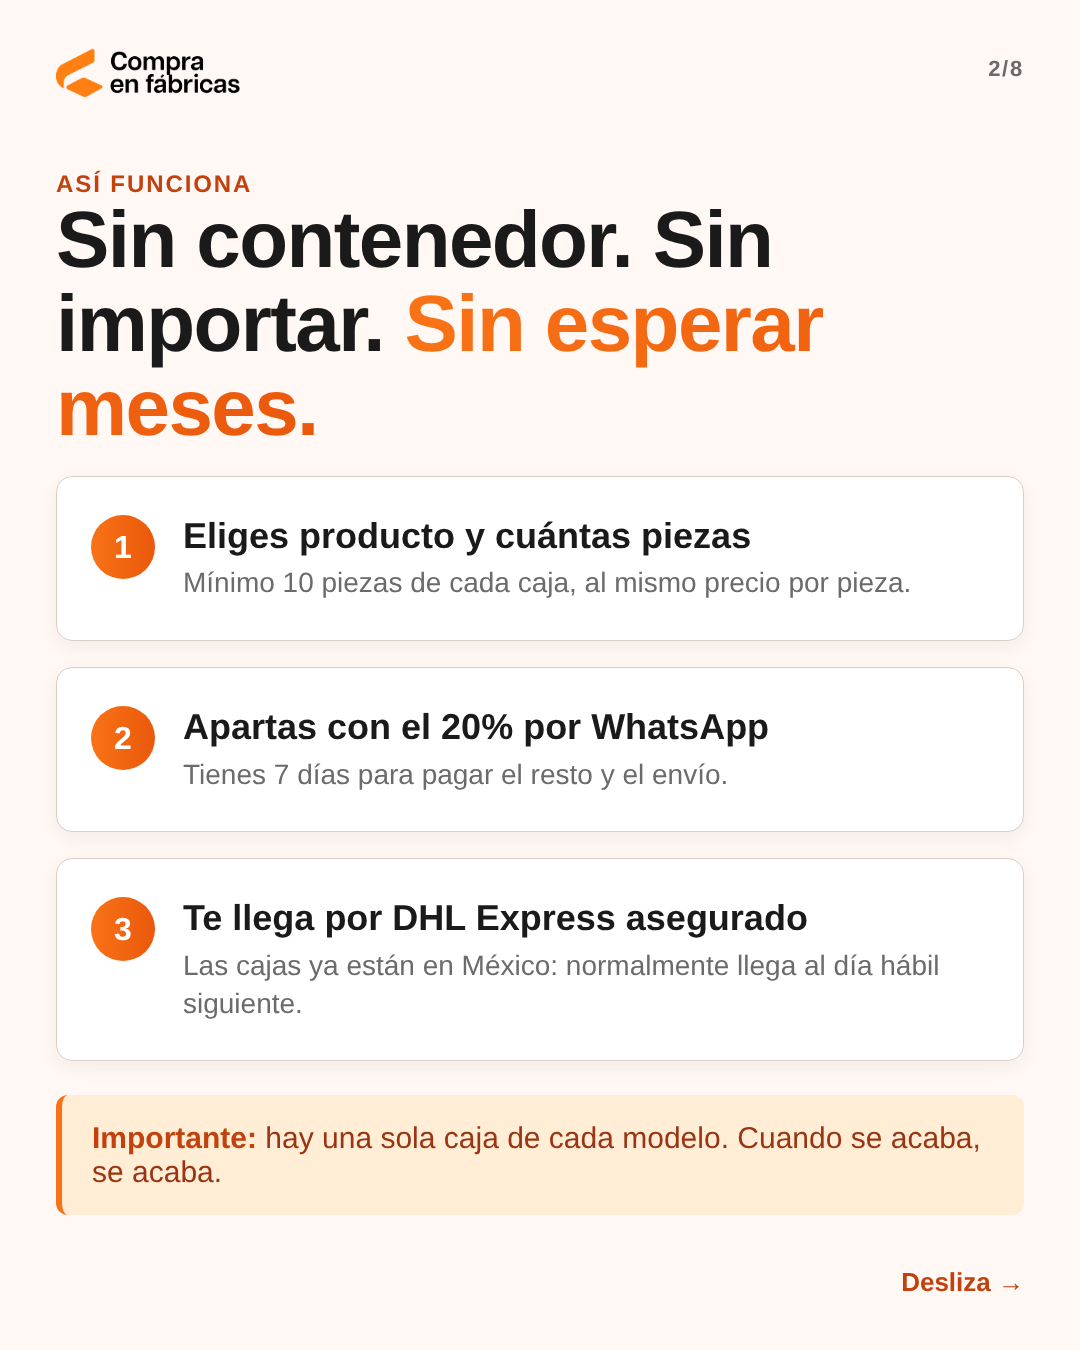 Compra
en fábricas
2/8
ASÍ FUNCIONA
Sin contenedor. Sin
importar. Sin esperar
meses.
1
Eliges producto y cuántas piezas
Mínimo 10 piezas de cada caja, al mismo precio por pieza.
2
Apartas con el 20% por WhatsApp
Tienes 7 días para pagar el resto y el envío.
3
Te llega por DHL Express asegurado
Las cajas ya están en México: normalmente llega al día hábil
siguiente.
Importante: hay una sola caja de cada modelo. Cuando se acaba,
se acaba.
Desliza →